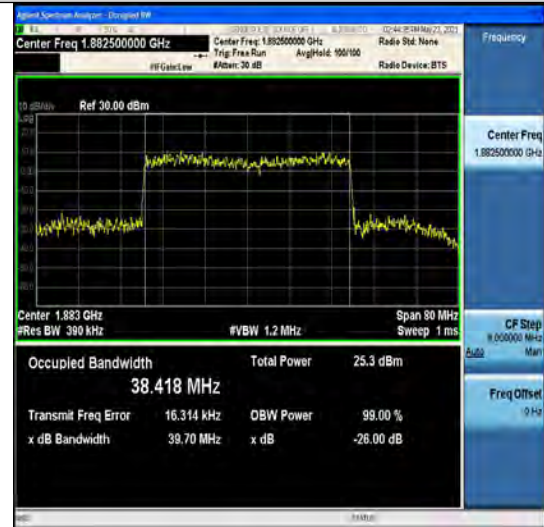 Agilent Spectrum Analyzer - Occupied BW
Center Freq 1.882500000 GHz
Center Freq: 1.882500000 GHz
Trig: Free Run Avg|Hold: 100/100
#IFGain:Low #Atten: 30 dB
Radio Std: None
Radio Device: BTS
Frequency
10 dB/div Ref 30.00 dBm
Log
Center Freq
1.882500000 GHz
Center 1.883 GHz Span 80 MHz
#Res BW 390 kHz #VBW 1.2 MHz Sweep 1 ms
CF Step
8.000000 MHz
Auto Man
Occupied Bandwidth Total Power 25.3 dBm
38.418 MHz
Freq Offset
0 Hz
Transmit Freq Error 16.314 kHz OBW Power 99.00 %
x dB Bandwidth 39.70 MHz x dB -26.00 dB
MSG STATUS